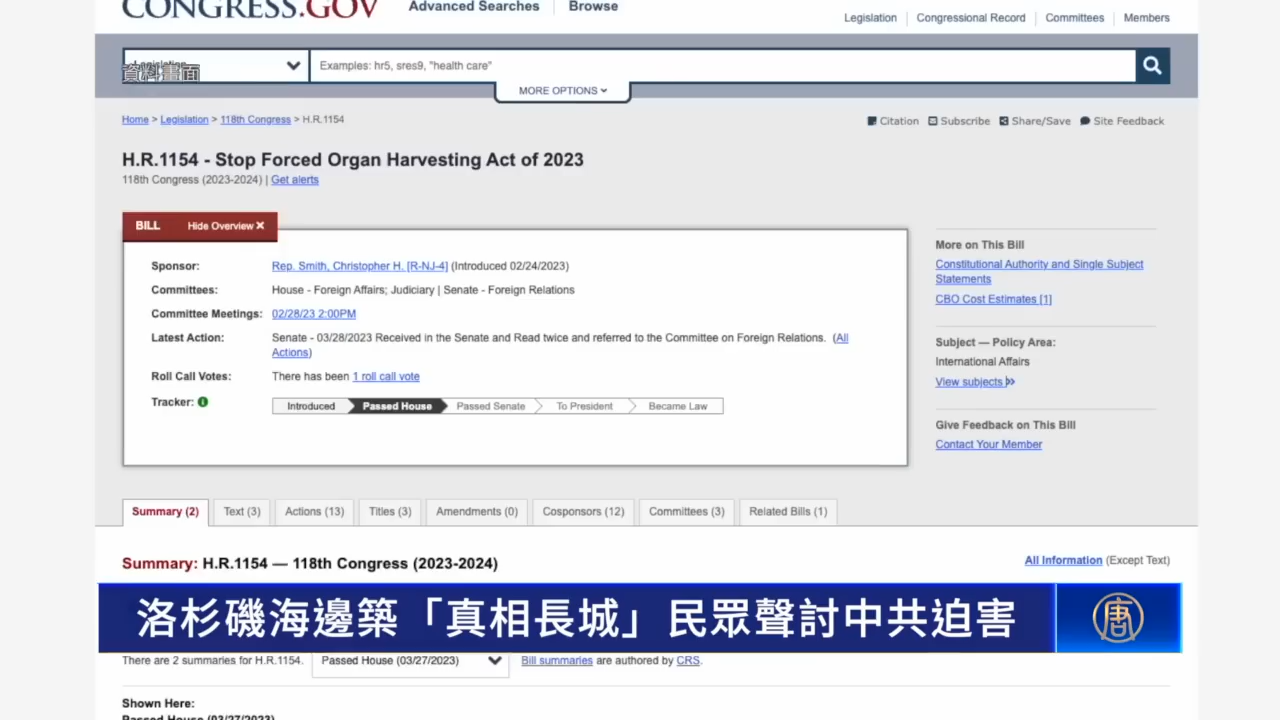 CONGRESS.GOV
Advanced Searches
Browse
Legislation
Congressional Record
Committees
Members
Legislation
資料畫面
Examples: hr5, sres9, "health care"
MORE OPTIONS
Home > Legislation > 118th Congress > H.R.1154
Citation
Subscribe
Share/Save
Site Feedback
H.R.1154 - Stop Forced Organ Harvesting Act of 2023
118th Congress (2023-2024) | Get alerts
BILL
Hide Overview ✕
Sponsor: Rep. Smith, Christopher H. [R-NJ-4] (Introduced 02/24/2023)
Committees: House - Foreign Affairs; Judiciary | Senate - Foreign Relations
Committee Meetings: 02/28/23 2:00PM
Latest Action: Senate - 03/28/2023 Received in the Senate and Read twice and referred to the Committee on Foreign Relations. (All
Actions)
Roll Call Votes: There has been 1 roll call vote
Tracker:
Introduced
Passed House
Passed Senate
To President
Became Law
More on This Bill
Constitutional Authority and Single Subject
Statements
CBO Cost Estimates [1]
Subject — Policy Area:
International Affairs
View subjects
Give Feedback on This Bill
Contact Your Member
Summary (2)
Text (3)
Actions (13)
Titles (3)
Amendments (0)
Cosponsors (12)
Committees (3)
Related Bills (1)
Summary: H.R.1154 — 118th Congress (2023-2024)
All Information (Except Text)
洛杉磯海邊築「真相長城」民眾聲討中共迫害
唐
There are 2 summaries for H.R.1154.
Passed House (03/27/2023)
Bill summaries are authored by CRS.
Shown Here:
Passed House (03/27/2023)